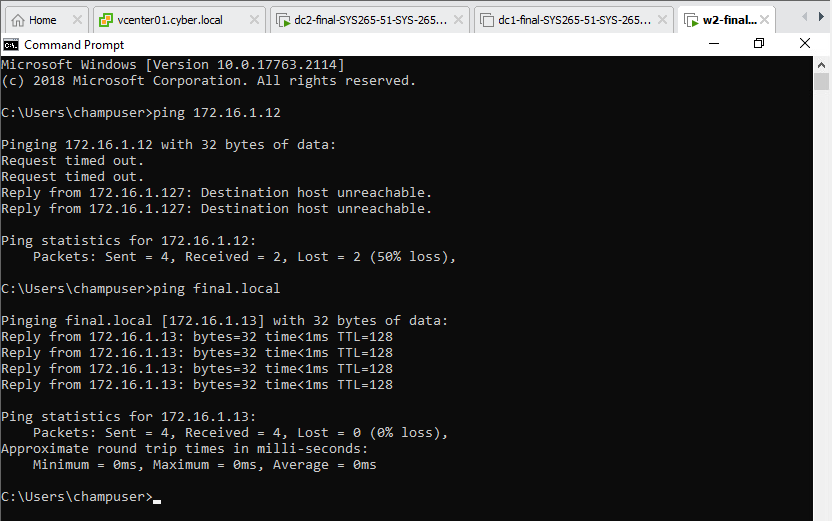 Home
vcenter01.cyber.local
dc2-final-SYS265-51-SYS-265...
dc1-final-SYS265-51-SYS-265...
w2-final...
Command Prompt
Microsoft Windows [Version 10.0.17763.2114]
(c) 2018 Microsoft Corporation. All rights reserved.
C:\Users\champuser>ping 172.16.1.12
Pinging 172.16.1.12 with 32 bytes of data:
Request timed out.
Request timed out.
Reply from 172.16.1.127: Destination host unreachable.
Reply from 172.16.1.127: Destination host unreachable.
Ping statistics for 172.16.1.12:
Packets: Sent = 4, Received = 2, Lost = 2 (50% loss),
C:\Users\champuser>ping final.local
Pinging final.local [172.16.1.13] with 32 bytes of data:
Reply from 172.16.1.13: bytes=32 time<1ms TTL=128
Reply from 172.16.1.13: bytes=32 time<1ms TTL=128
Reply from 172.16.1.13: bytes=32 time<1ms TTL=128
Reply from 172.16.1.13: bytes=32 time<1ms TTL=128
Ping statistics for 172.16.1.13:
Packets: Sent = 4, Received = 4, Lost = 0 (0% loss),
Approximate round trip times in milli-seconds:
Minimum = 0ms, Maximum = 0ms, Average = 0ms
C:\Users\champuser>